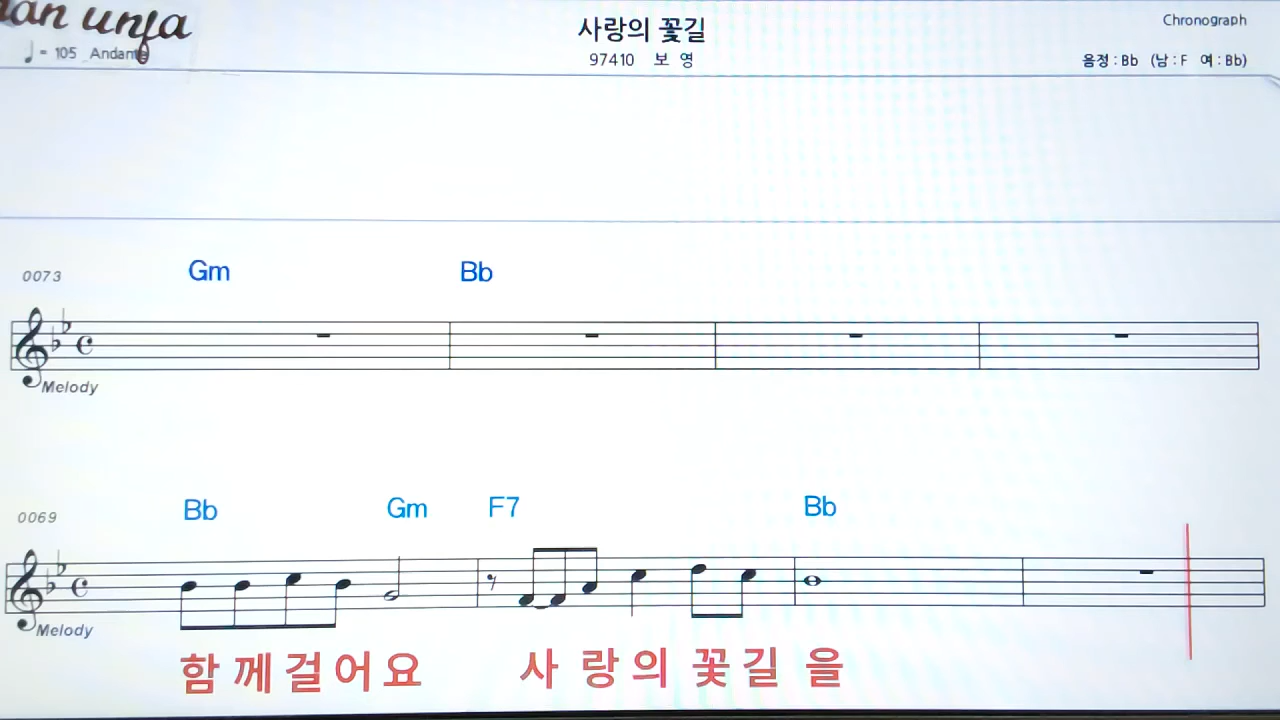 사랑의 꽃길
Chronograph
♩ = 105 Andante
97410 보 영
음정 : Bb (남 : F 여 : Bb)
0073 Gm Bb
Melody
0069 Bb Gm F7 Bb
Melody
함 께 걸 어 요 사 랑 의 꽃 길 을